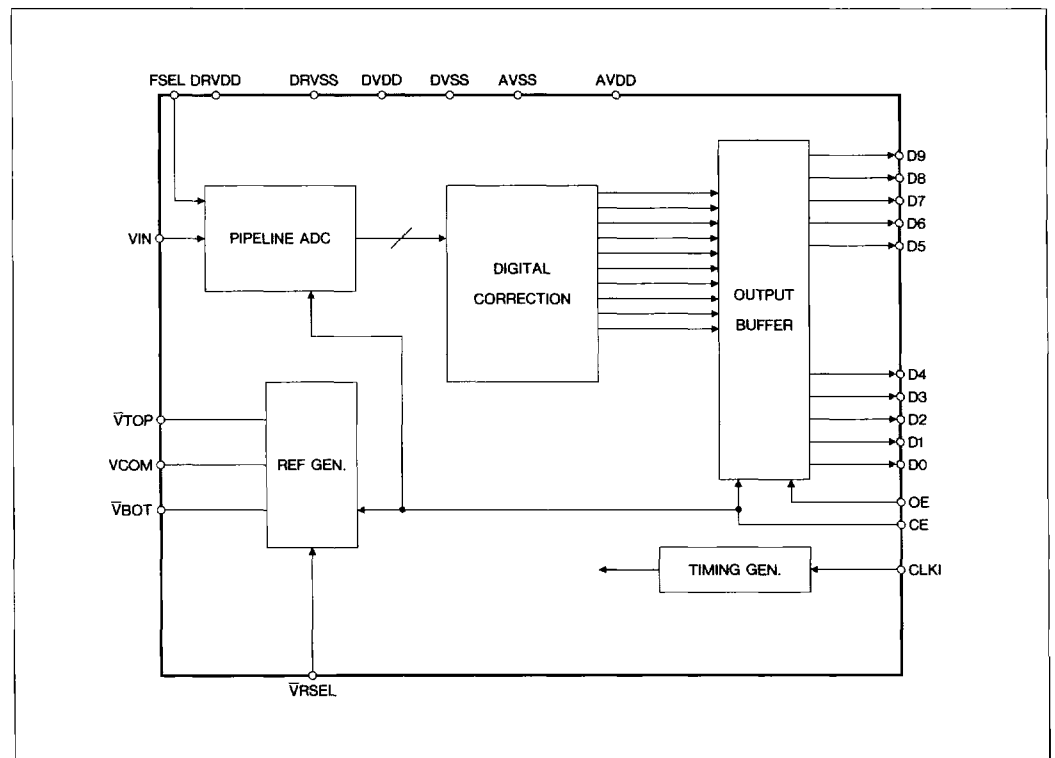 FSEL DRVDD DRVSS DVDD DVSS AVSS AVDD
D9
D8
D7
D6
D5
VIN
PIPELINE ADC
DIGITAL
CORRECTION
OUTPUT
BUFFER
D4
D3
D2
D1
D0
V̅TOP
VCOM
V̅BOT
REF GEN.
OE
CE
TIMING GEN.
CLKI
V̅RSEL